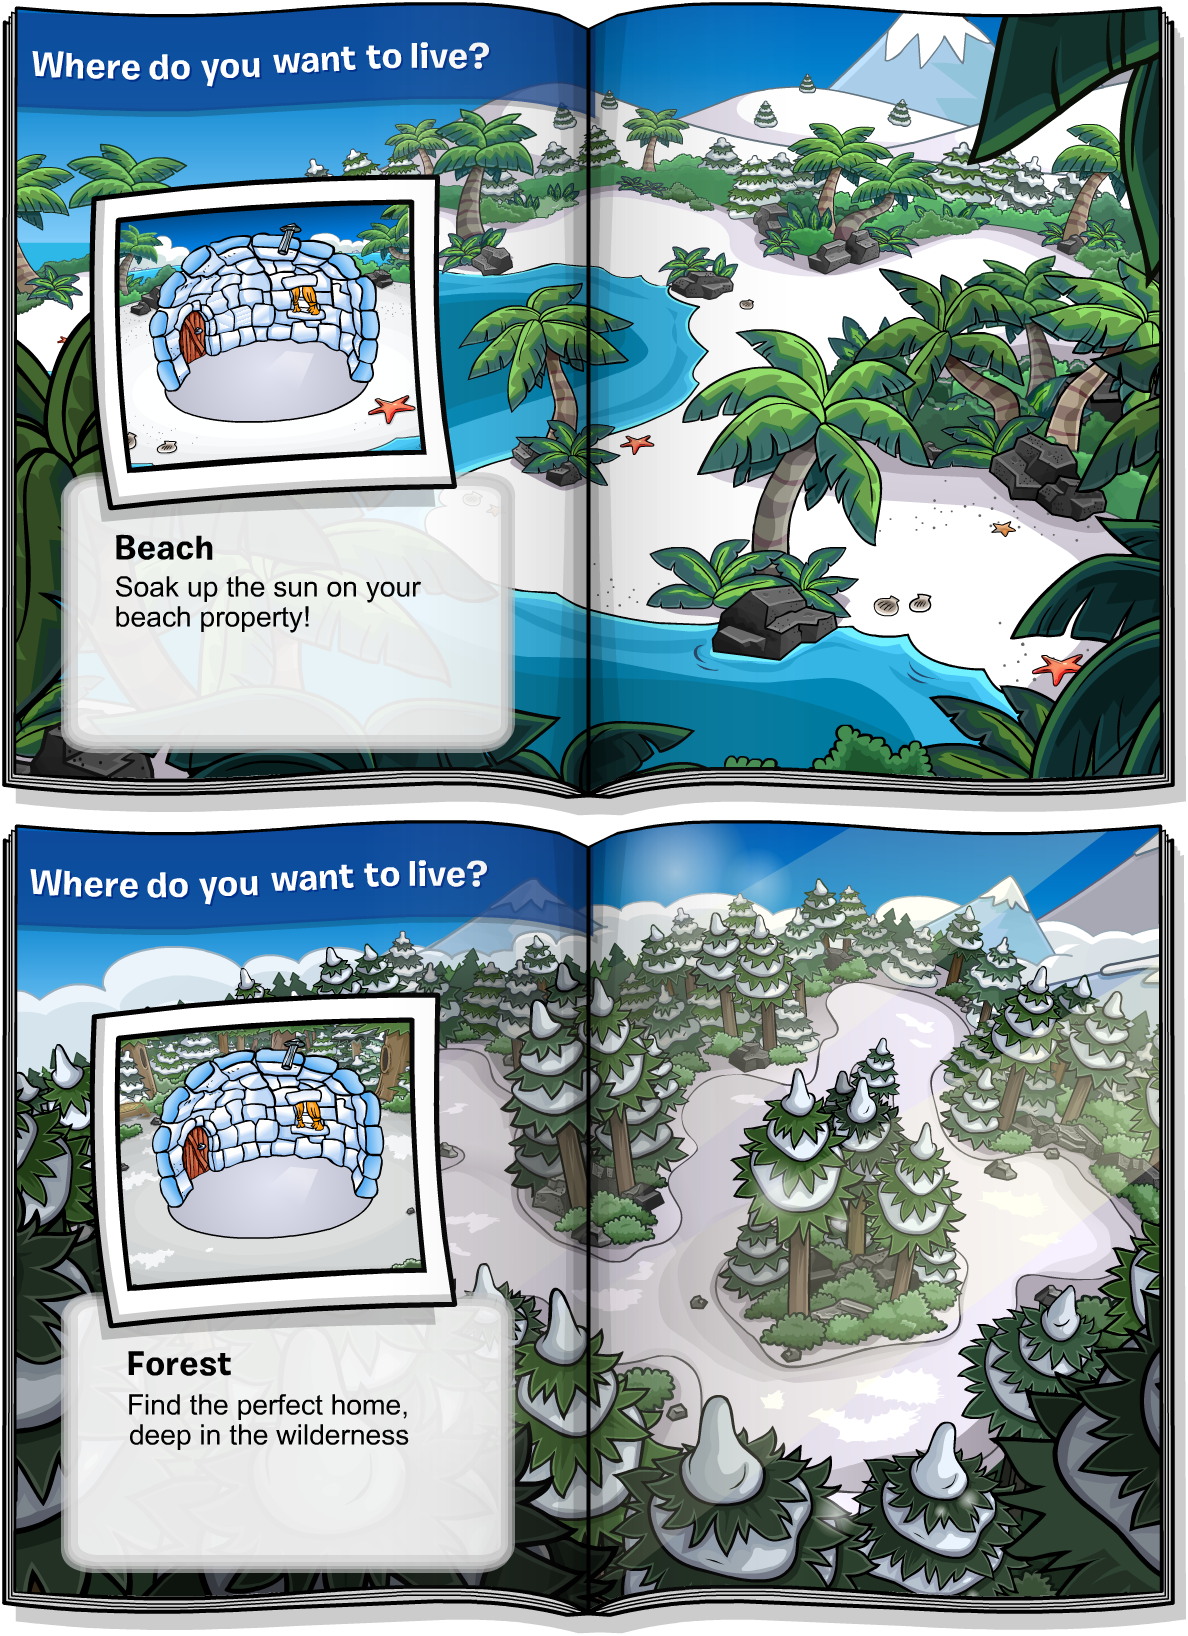 Where do you want to live?
Beach
Soak up the sun on your
beach property!
Where do you want to live?
Forest
Find the perfect home,
deep in the wilderness